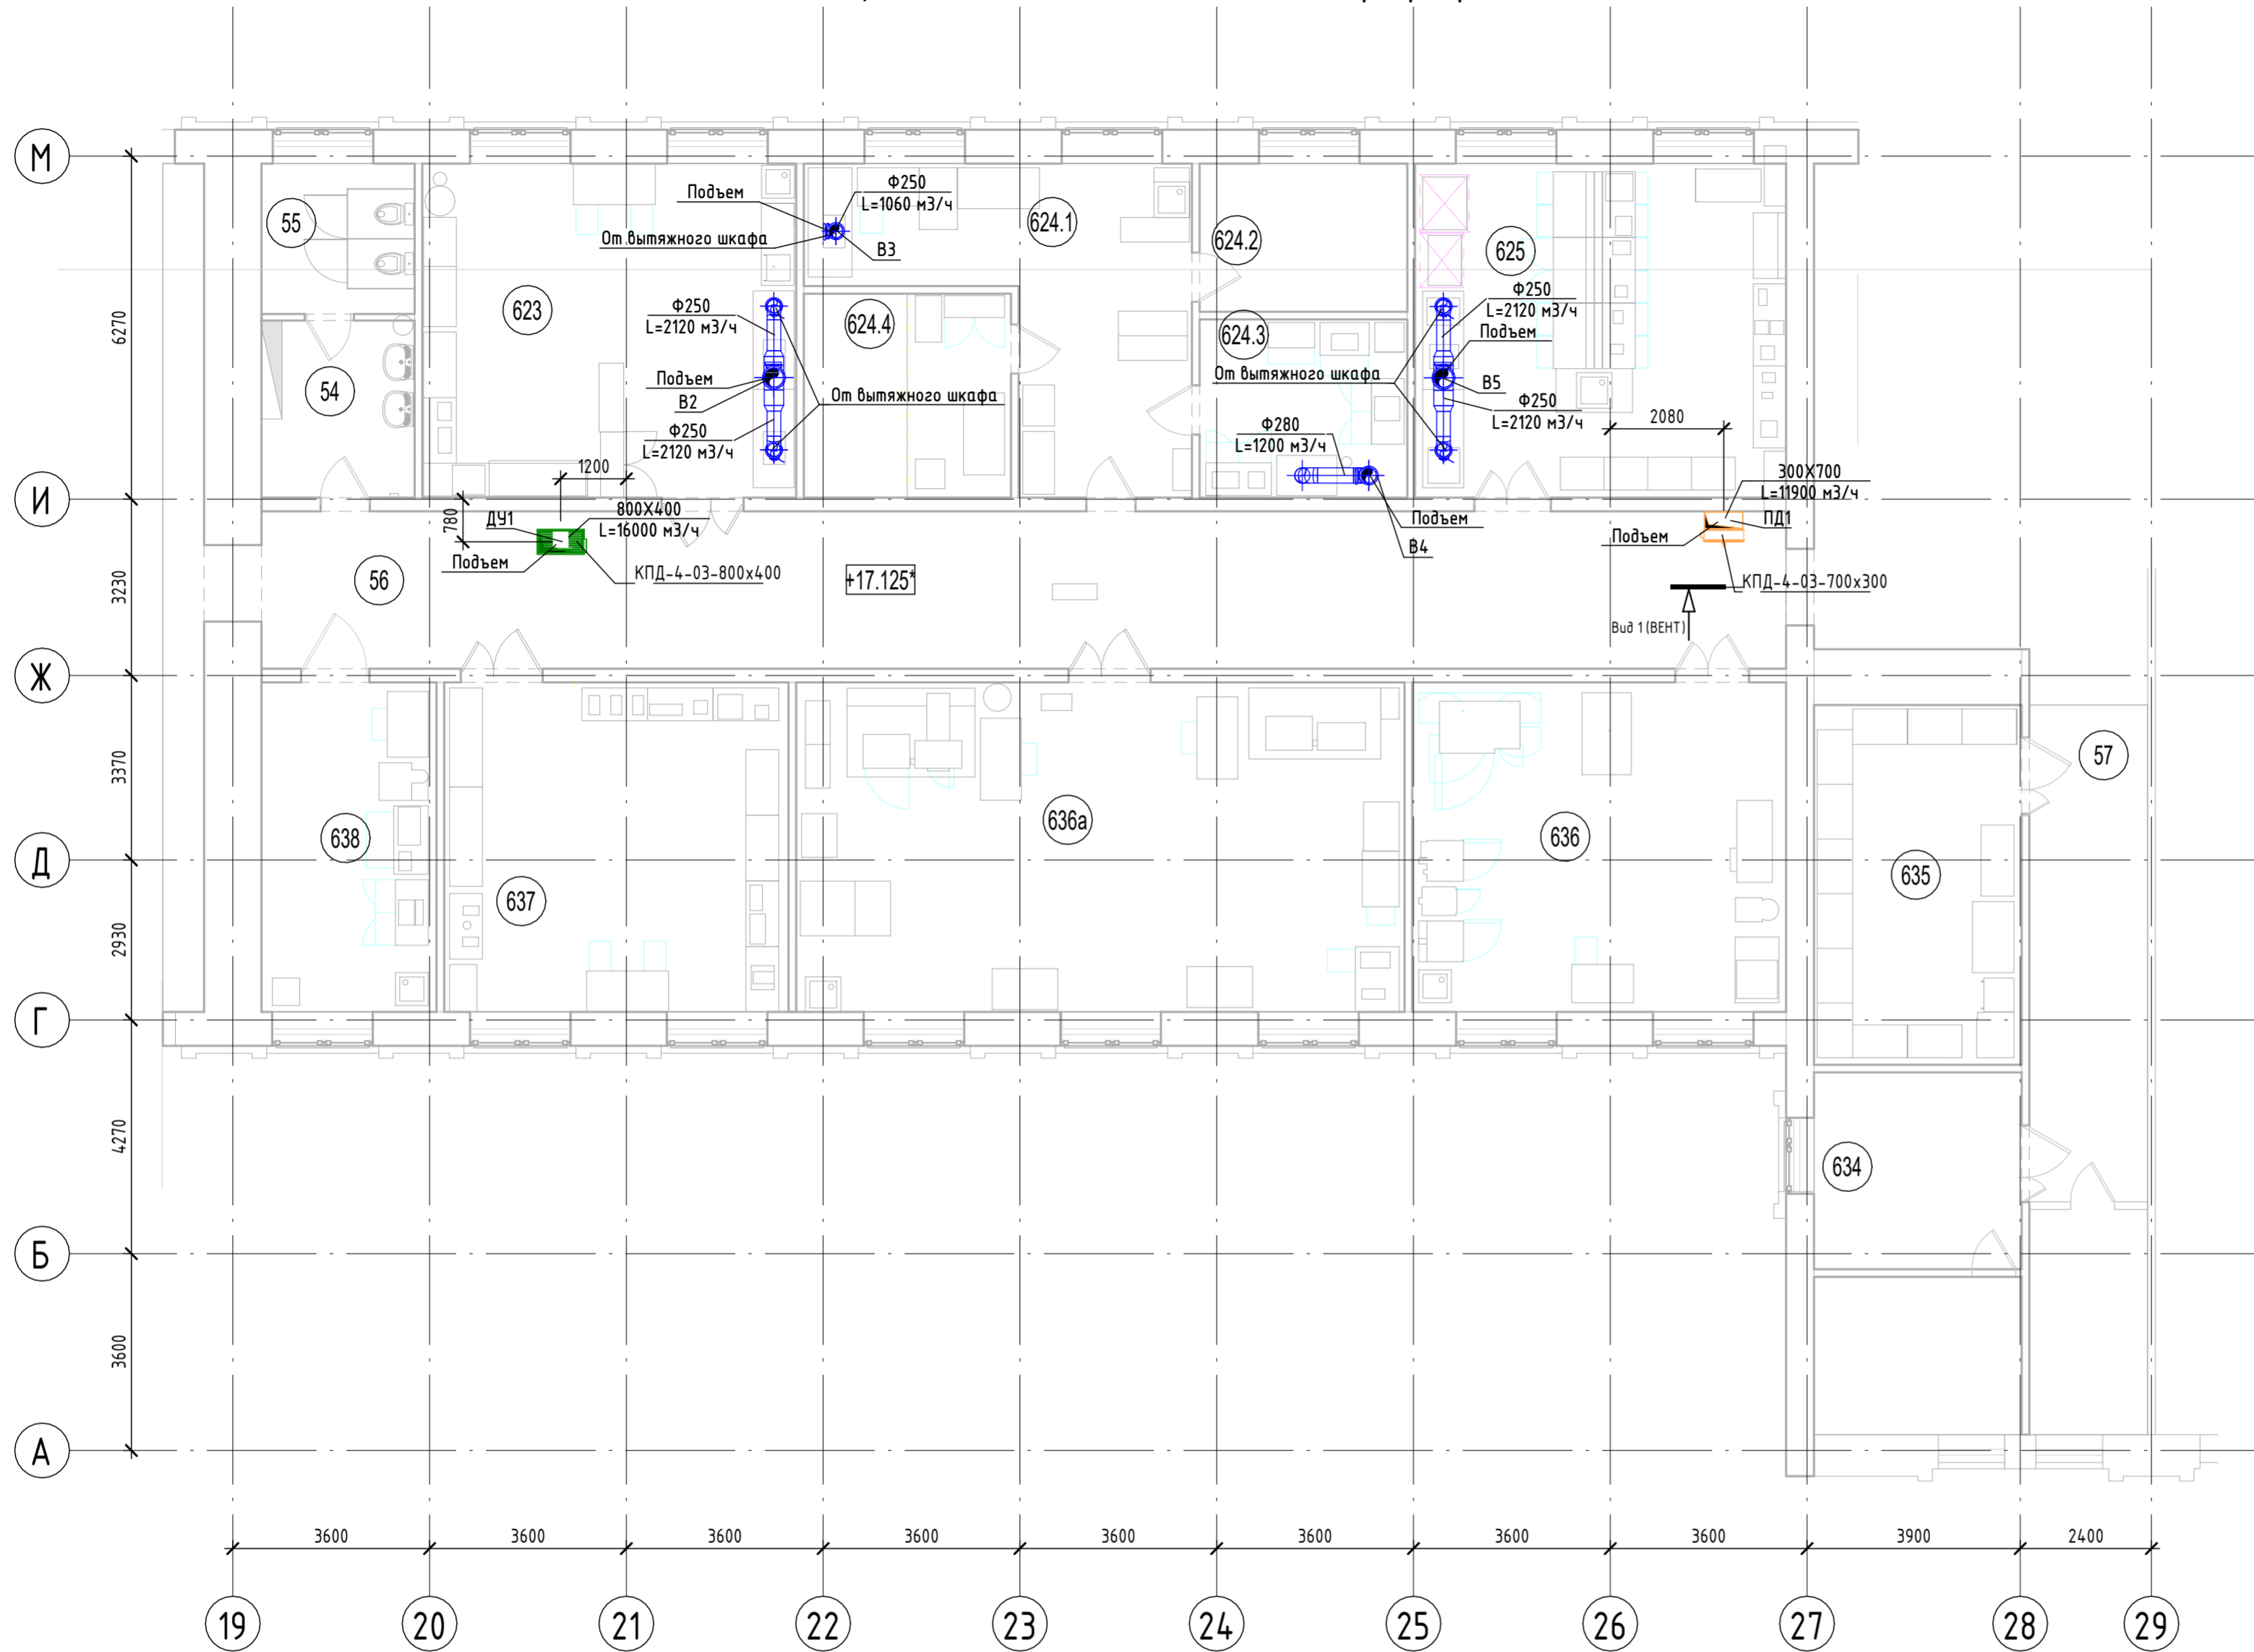 М
И
Ж
Д
Г
Б
А
6270
3230
3370
2930
4270
3600
55
54
623
Подъем
От вытяжного шкафа
Ф250
L=1060 м3/ч
В3
624.1
624.2
625
Ф250
L=2120 м3/ч
624.4
624.3
Ф250
L=2120 м3/ч
Подъем
Подъем
В2
От вытяжного шкафа
От вытяжного шкафа
В5
Ф250
L=2120 м3/ч
Ф280
L=1200 м3/ч
Ф250
L=2120 м3/ч
2080
1200
780
ДУ1
800X400
L=16000 м3/ч
Подъем
КПД-4-03-800x400
300X700
L=11900 м3/ч
Подъем
В4
Подъем
ПД1
56
+17.125*
КПД-4-03-700x300
Вид 1 (ВЕНТ)
57
638
637
636а
636
635
634
3600
3600
3600
3600
3600
3600
3600
3600
3900
2400
19
20
21
22
23
24
25
26
27
28
29